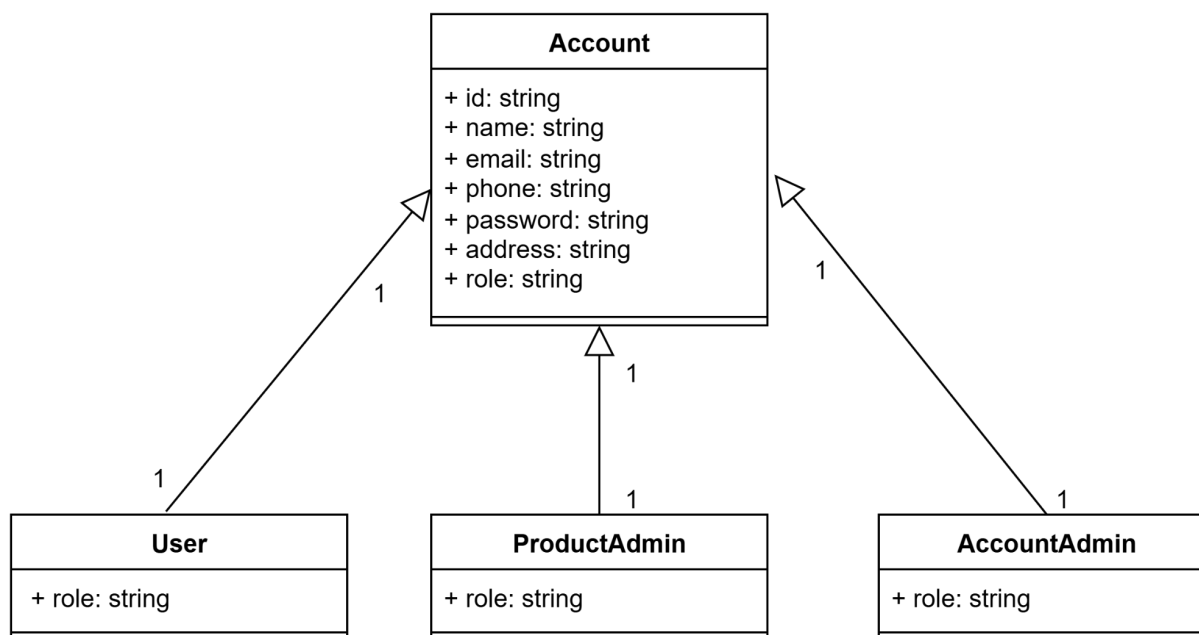 Account
+ id: string
+ name: string
+ email: string
+ phone: string
+ password: string
+ address: string
+ role: string
1
1
1
1
1
1
User
ProductAdmin
AccountAdmin
+ role: string
+ role: string
+ role: string